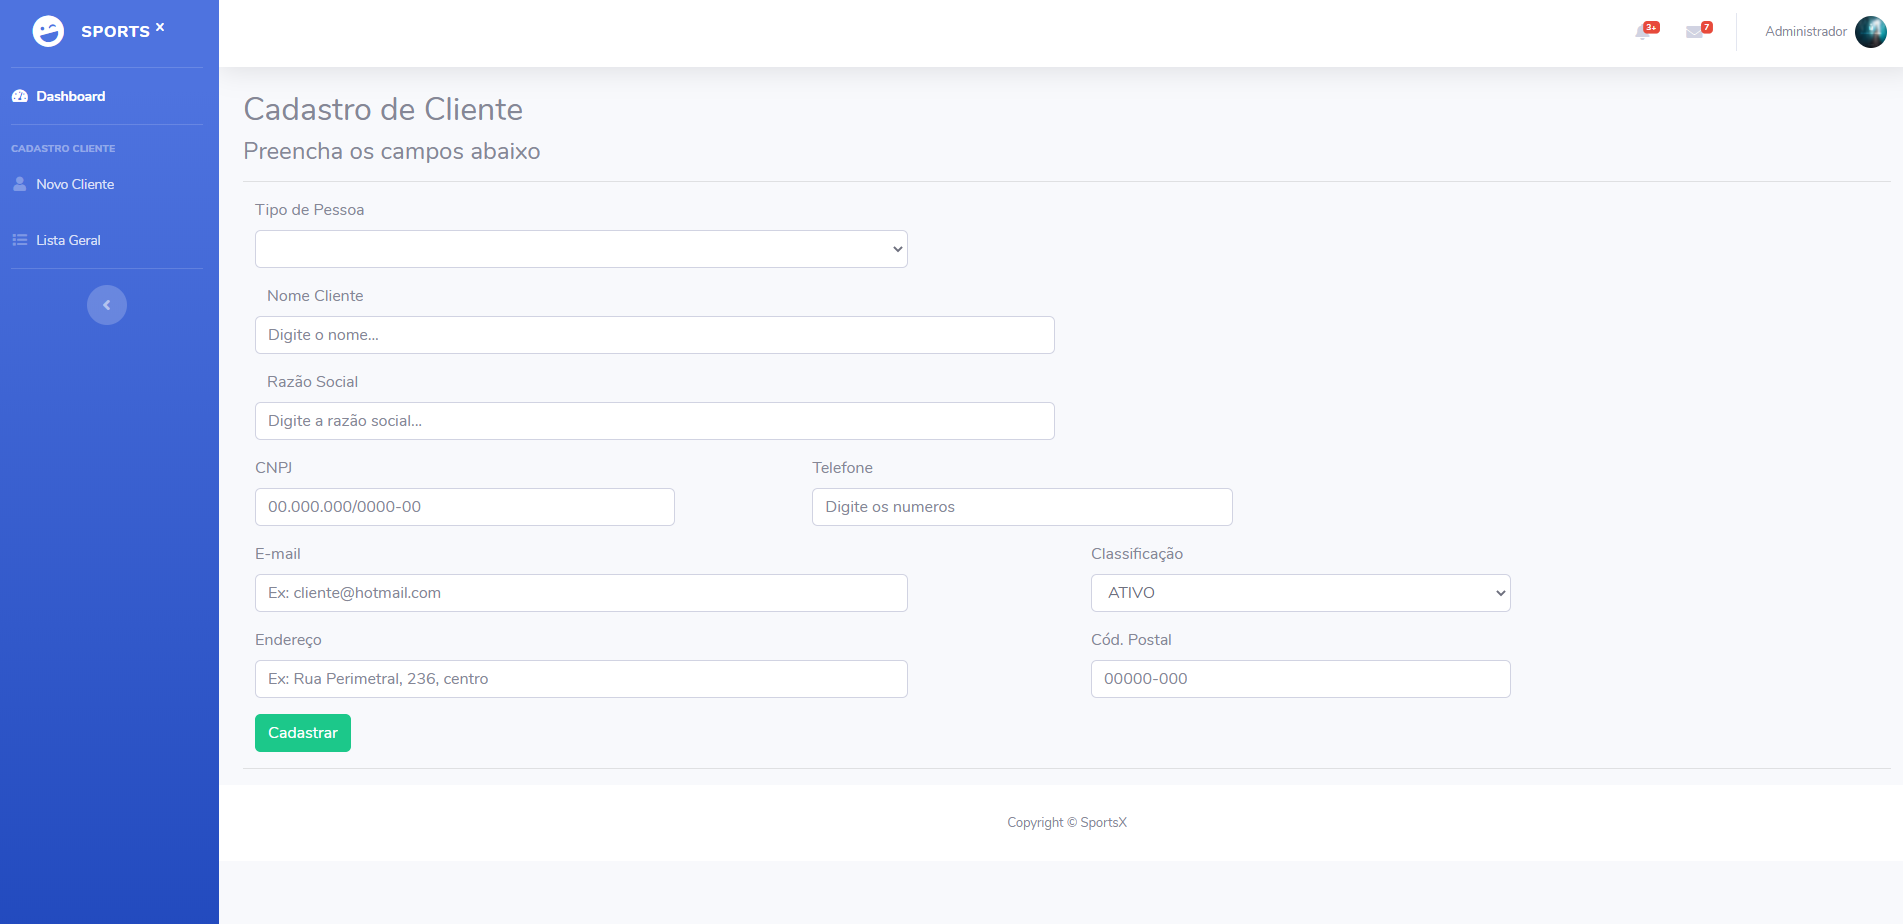 SPORTS X
3+
7
Administrador
Dashboard
CADASTRO CLIENTE
Novo Cliente
Lista Geral
Cadastro de Cliente
Preencha os campos abaixo
Tipo de Pessoa
Nome Cliente
Digite o nome...
Razão Social
Digite a razão social...
CNPJ
Telefone
00.000.000/0000-00
Digite os numeros
E-mail
Classificação
Ex: cliente@hotmail.com
ATIVO
Endereço
Cód. Postal
Ex: Rua Perimetral, 236, centro
00000-000
Cadastrar
Copyright © SportsX